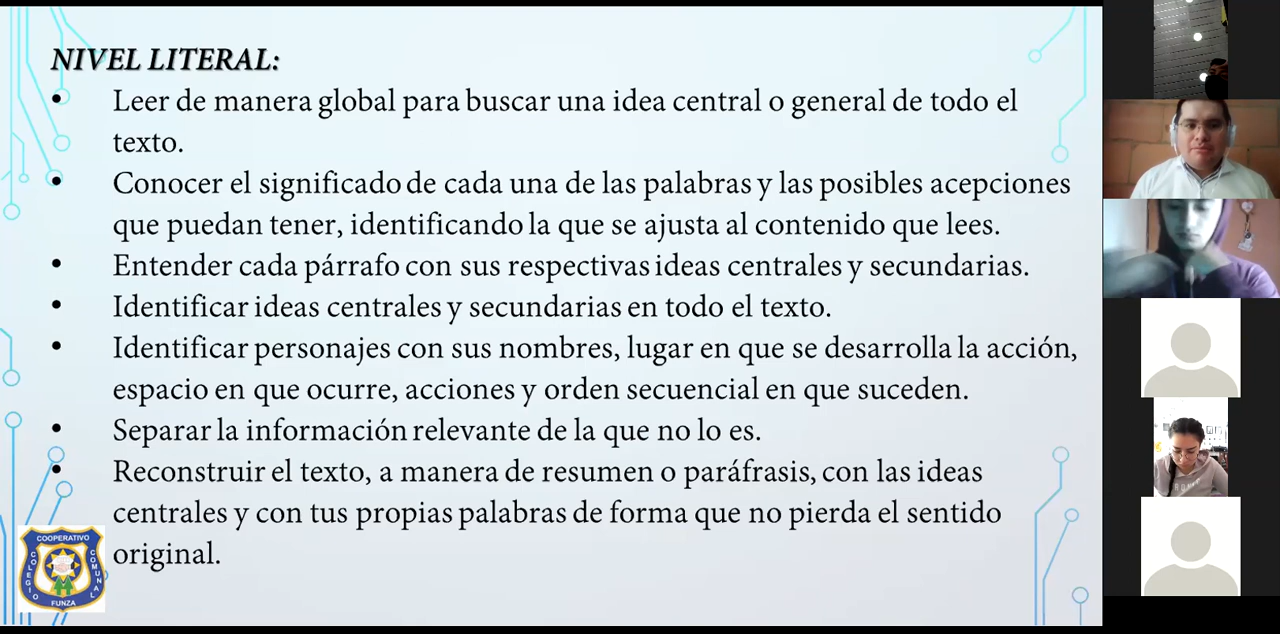 NIVEL LITERAL:
• Leer de manera global para buscar una idea central o general de todo el
texto.
• Conocer el significado de cada una de las palabras y las posibles acepciones
que puedan tener, identificando la que se ajusta al contenido que lees.
• Entender cada párrafo con sus respectivas ideas centrales y secundarias.
• Identificar ideas centrales y secundarias en todo el texto.
• Identificar personajes con sus nombres, lugar en que se desarrolla la acción,
espacio en que ocurre, acciones y orden secuencial en que suceden.
• Separar la información relevante de la que no lo es.
• Reconstruir el texto, a manera de resumen o paráfrasis, con las ideas
centrales y con tus propias palabras de forma que no pierda el sentido
original.
COOPERATIVO
COLEGIO
COMUNAL
FUNZA